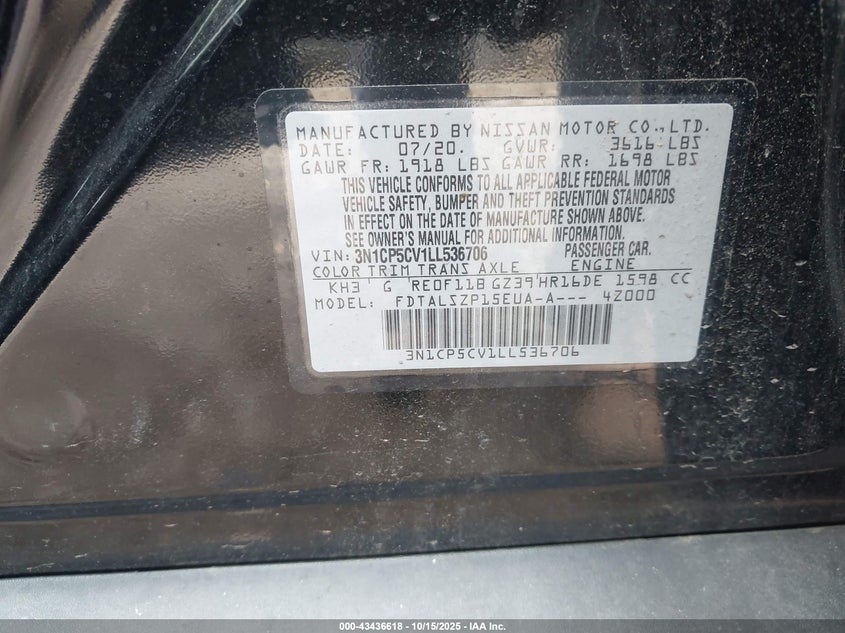 MANUFACTURED BY NISSAN MOTOR CO.,LTD.
DATE: 07/20. GVWR: 3616 LBS
GAWR FR: 1918 LBS GAWR RR: 1698 LBS
THIS VEHICLE CONFORMS TO ALL APPLICABLE FEDERAL MOTOR
VEHICLE SAFETY, BUMPER AND THEFT PREVENTION STANDARDS
IN EFFECT ON THE DATE OF MANUFACTURE SHOWN ABOVE.
SEE OWNER'S MANUAL FOR ADDITIONAL INFORMATION.
VIN: 3N1CP5CV1LL536706 PASSENGER CAR.
COLOR TRIM TRANS AXLE ENGINE
KH3 G RE0F11B GZ39 HR16DE 1598 CC
MODEL: FDTALSZP15EUA-A--- 4Z000
3N1CP5CV1LL536706
000-43436618 - 10/15/2025 - IAA Inc.